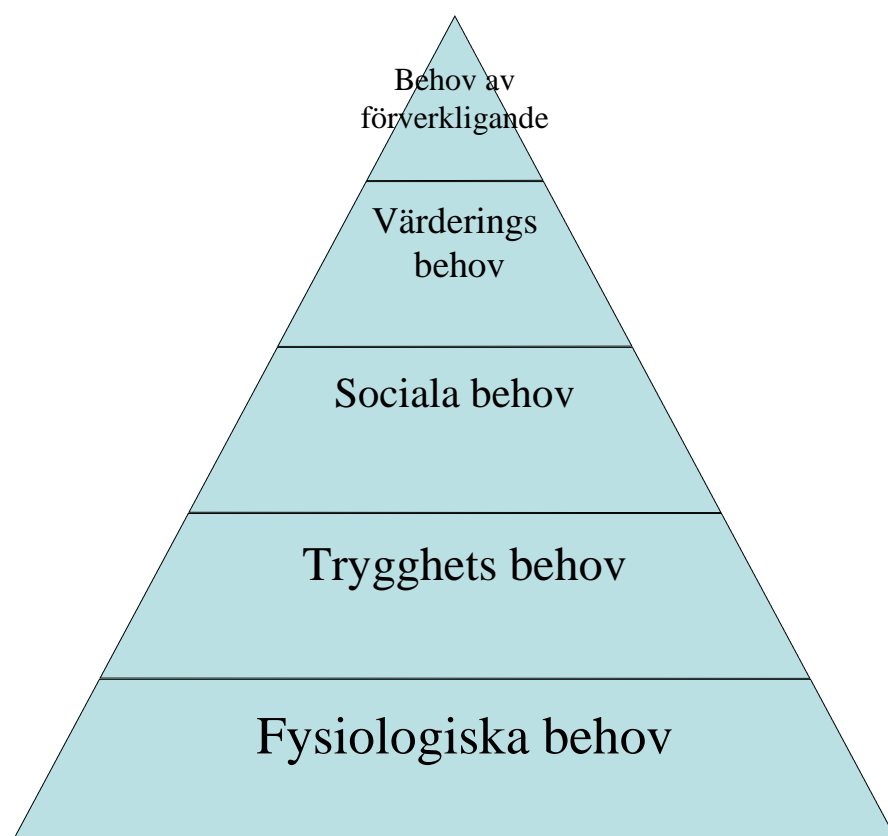 Behov av
förverkligande
Värderings
behov
Sociala behov
Trygghets behov
Fysiologiska behov